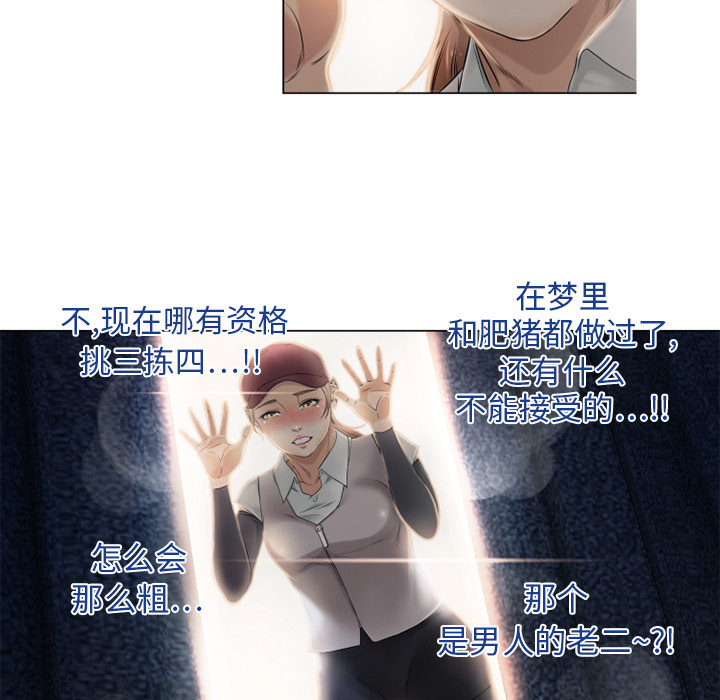 不,现在哪有资格
挑三拣四...!!
在梦里
和肥猪都做过了,
还有什么
不能接受的...!!
怎么会
那么粗...
那个
是男人的老二~?!